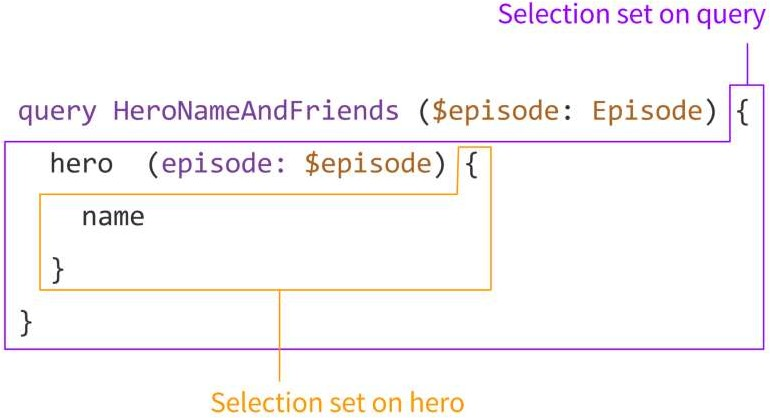 Selection set on query
query HeroNameAndFriends ($episode: Episode) {
hero (episode: $episode) {
name
}
}
Selection set on hero